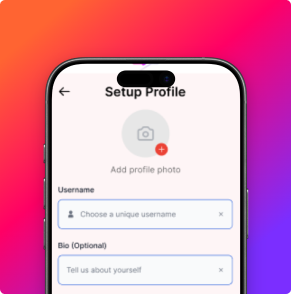 Setup Profile
Add profile photo
Username
Choose a unique username
Bio (Optional)
Tell us about yourself